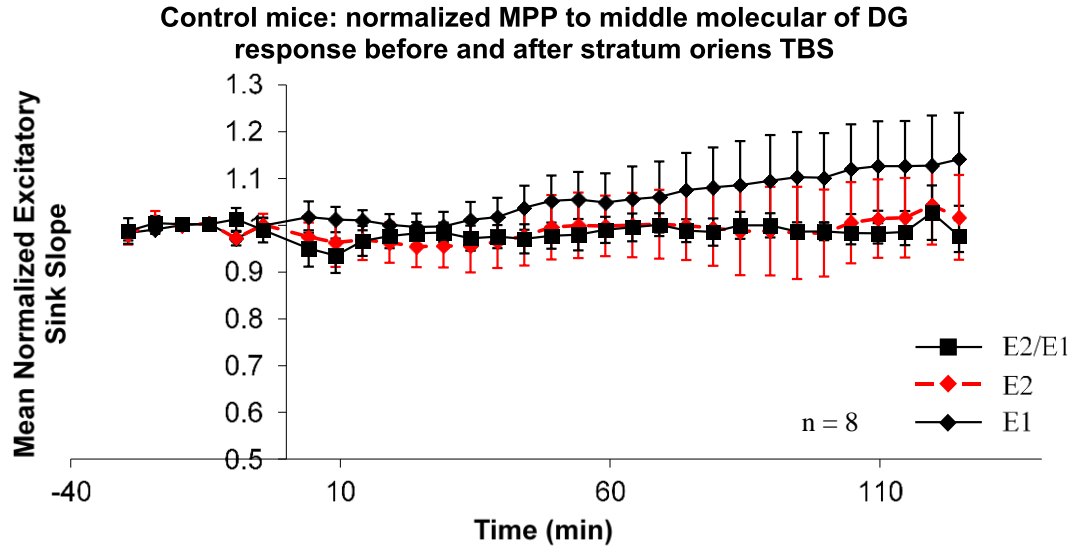 Control mice: normalized MPP to middle molecular of DG
response before and after stratum oriens TBS
Mean Normalized Excitatory
Sink Slope
1.3
1.2
1.1
1.0
0.9
0.8
0.7
0.6
0.5
E2/E1
E2
E1
n = 8
-40
10
60
110
Time (min)